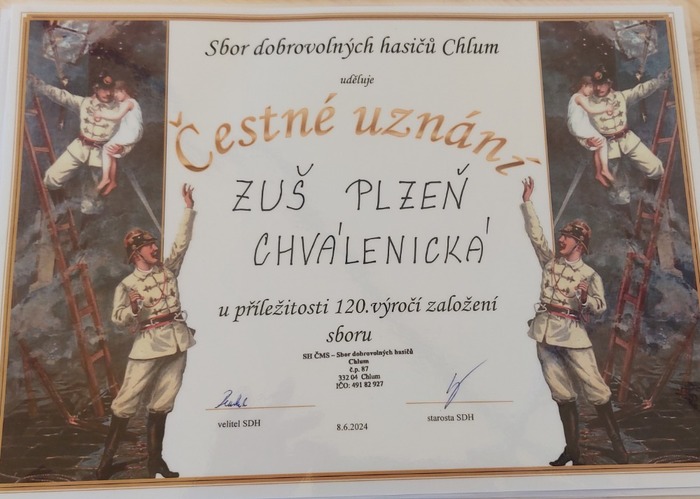 Sbor dobrovolných hasičů Chlum
uděluje
Čestné uznání
ZUŠ PLZEŇ
CHVÁLENICKÁ
u příležitosti 120.výročí založení
sboru
SH ČMS – Sbor dobrovolných hasičů
Chlum
č.p. 87
332 04 Chlum
IČO: 491 82 927
velitel SDH
8.6.2024
starosta SDH